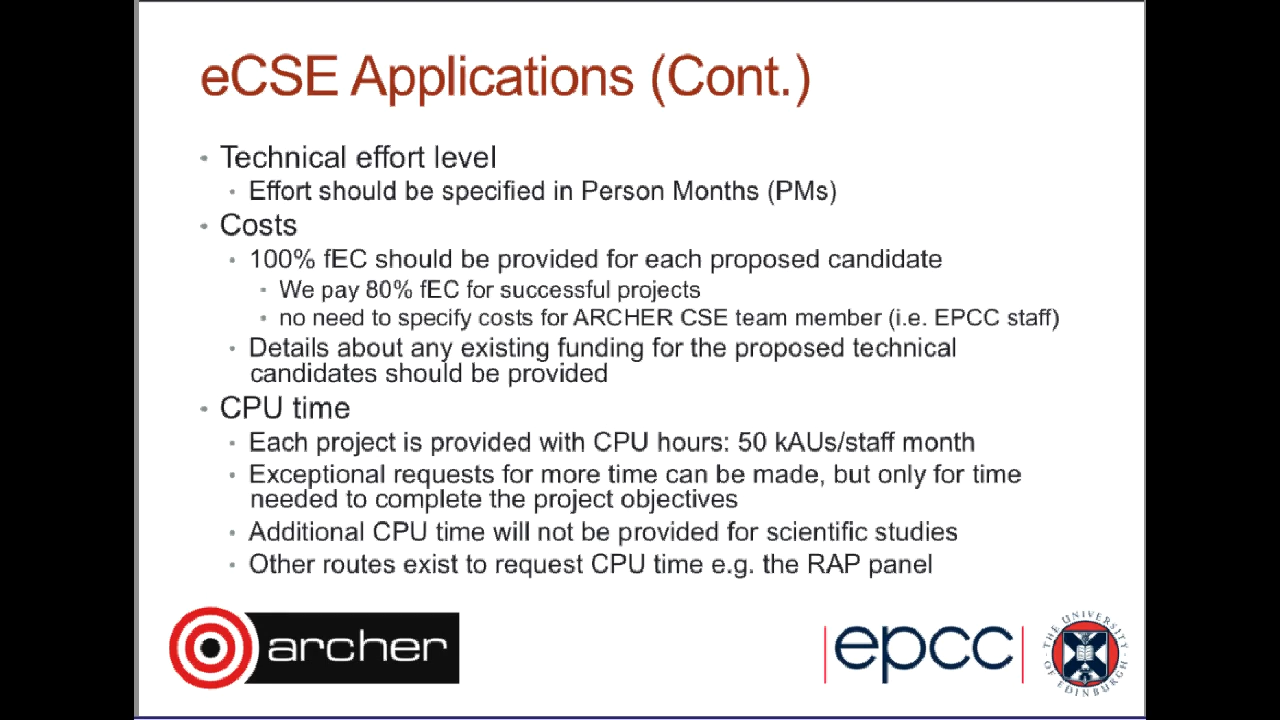 eCSE Applications (Cont.)
• Technical effort level
• Effort should be specified in Person Months (PMs)
• Costs
• 100% fEC should be provided for each proposed candidate
• We pay 80% fEC for successful projects
• no need to specify costs for ARCHER CSE team member (i.e. EPCC staff)
• Details about any existing funding for the proposed technical
candidates should be provided
• CPU time
• Each project is provided with CPU hours: 50 kAUs/staff month
• Exceptional requests for more time can be made, but only for time
needed to complete the project objectives
• Additional CPU time will not be provided for scientific studies
• Other routes exist to request CPU time e.g. the RAP panel
archer
epcc
THE UNIVERSITY
OF EDINBURGH